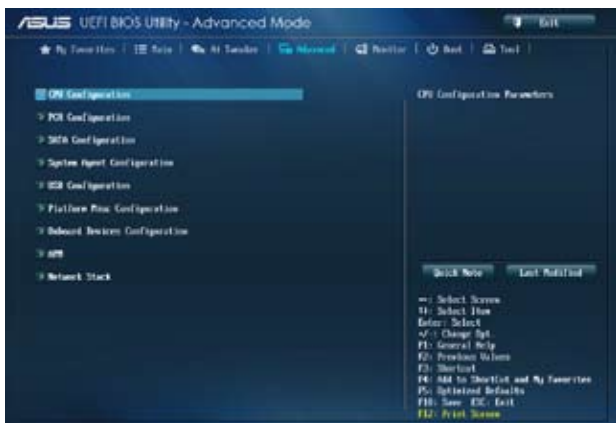 ASUS UEFI BIOS Utility - Advanced Mode
Exit
My Favorites Main Ai Tweaker Advanced Monitor Boot Tool
CPU Configuration
PCH Configuration
SATA Configuration
System Agent Configuration
USB Configuration
Platform Misc Configuration
Onboard Devices Configuration
APM
Network Stack
CPU Configuration Parameters
Quick Note
Last Modified
Select Screen
Select Item
Enter: Select
+/-: Change Opt.
F1: General Help
F2: Previous Values
F3: Shortcut
F4: Add to Shortcut and My Favorites
F5: Optimized Defaults
F10: Save ESC: Exit
F12: Print Screen